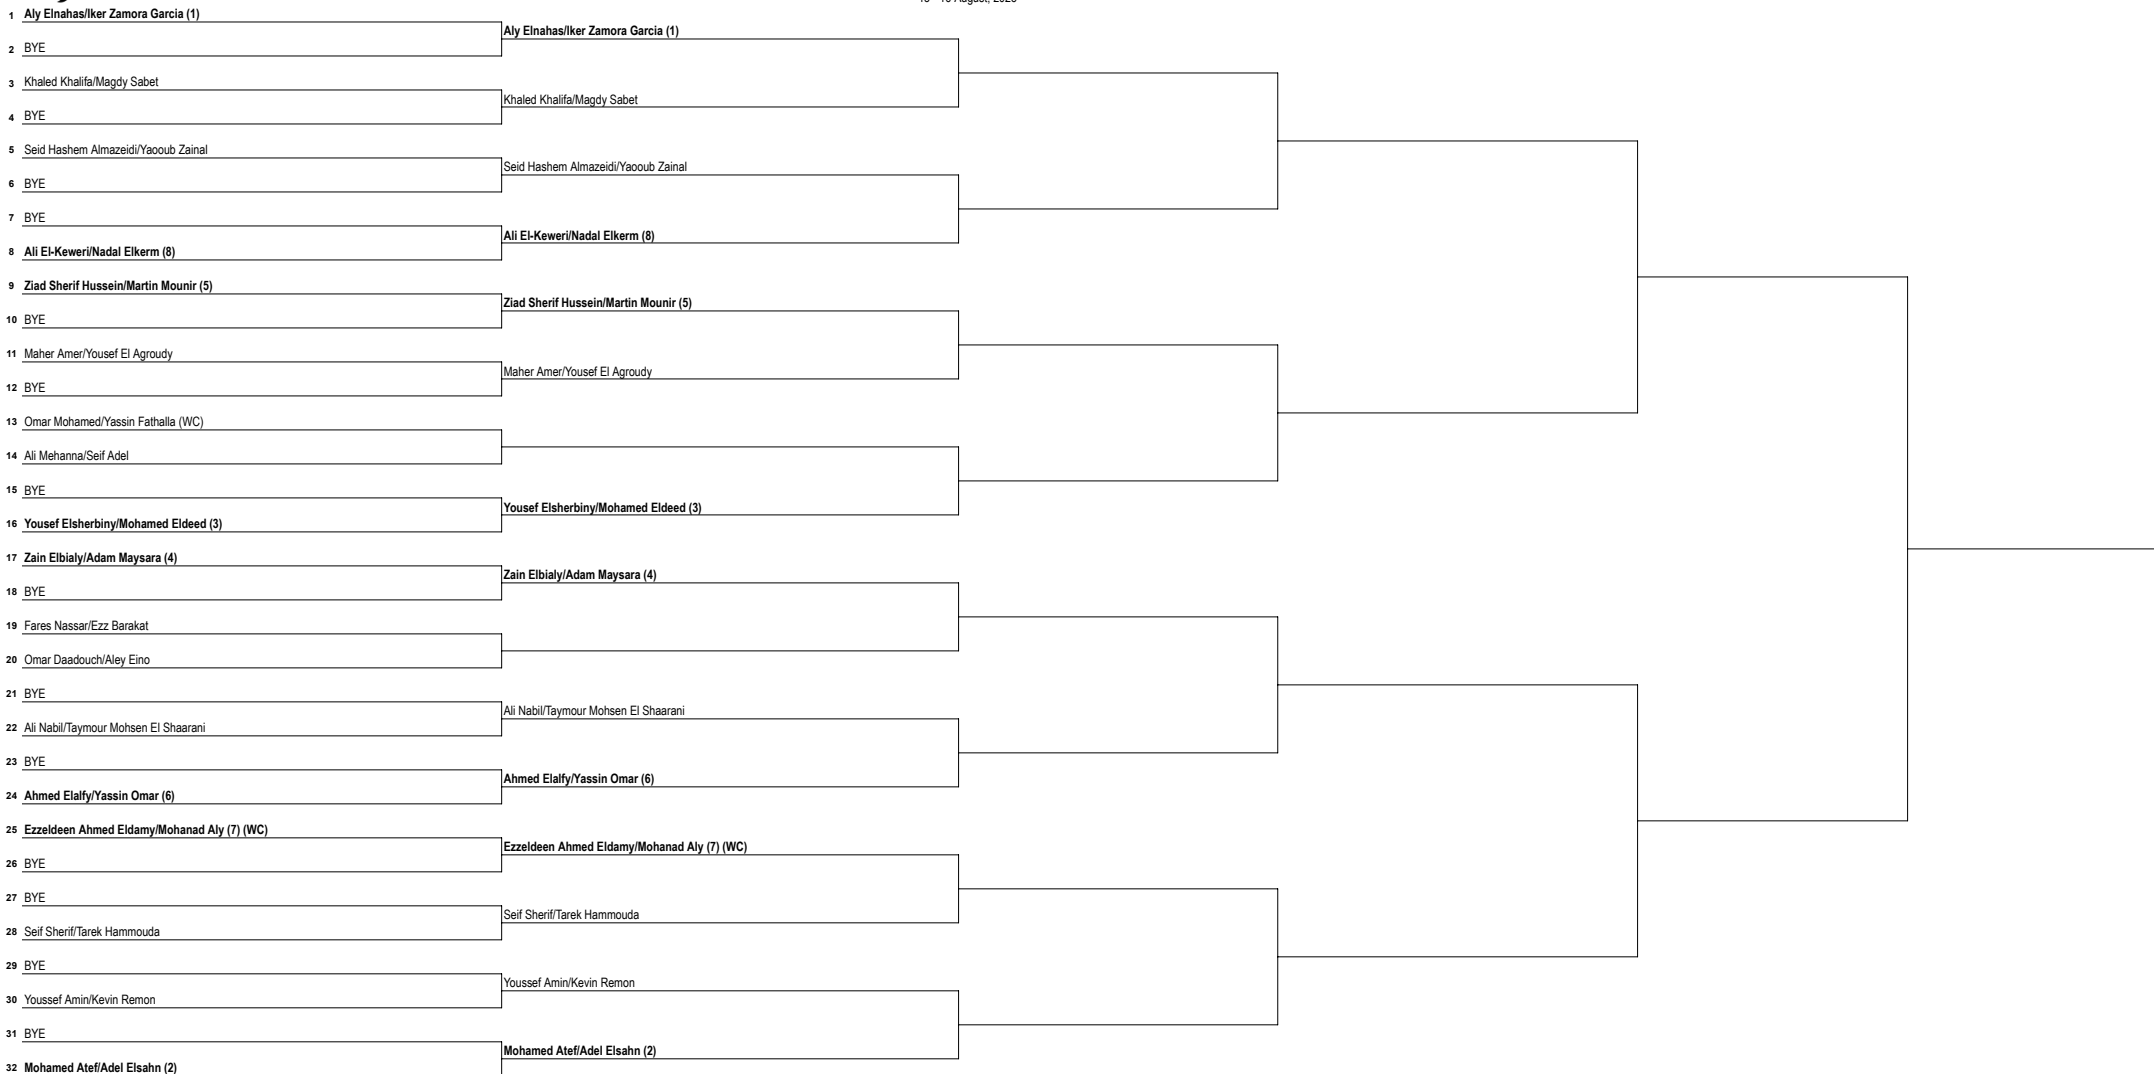 1 Aly Elnahas/Iker Zamora Garcia (1)
Aly Elnahas/Iker Zamora Garcia (1)
2 BYE
3 Khaled Khalifa/Magdy Sabet
Khaled Khalifa/Magdy Sabet
4 BYE
5 Seid Hashem Almazeidi/Yaooub Zainal
Seid Hashem Almazeidi/Yaooub Zainal
6 BYE
7 BYE
Ali El-Keweri/Nadal Elkerm (8)
8 Ali El-Keweri/Nadal Elkerm (8)
9 Ziad Sherif Hussein/Martin Mounir (5)
Ziad Sherif Hussein/Martin Mounir (5)
10 BYE
11 Maher Amer/Yousef El Agroudy
Maher Amer/Yousef El Agroudy
12 BYE
13 Omar Mohamed/Yassin Fathalla (WC)
14 Ali Mehanna/Seif Adel
15 BYE
Yousef Elsherbiny/Mohamed Eldeed (3)
16 Yousef Elsherbiny/Mohamed Eldeed (3)
17 Zain Elbialy/Adam Maysara (4)
Zain Elbialy/Adam Maysara (4)
18 BYE
19 Fares Nassar/Ezz Barakat
20 Omar Daadouch/Aley Eino
21 BYE
Ali Nabil/Taymour Mohsen El Shaarani
22 Ali Nabil/Taymour Mohsen El Shaarani
23 BYE
Ahmed Elalfy/Yassin Omar (6)
24 Ahmed Elalfy/Yassin Omar (6)
25 Ezzeldeen Ahmed Eldamy/Mohanad Aly (7) (WC)
Ezzeldeen Ahmed Eldamy/Mohanad Aly (7) (WC)
26 BYE
27 BYE
Seif Sherif/Tarek Hammouda
28 Seif Sherif/Tarek Hammouda
29 BYE
Youssef Amin/Kevin Remon
30 Youssef Amin/Kevin Remon
31 BYE
Mohamed Atef/Adel Elsahn (2)
32 Mohamed Atef/Adel Elsahn (2)